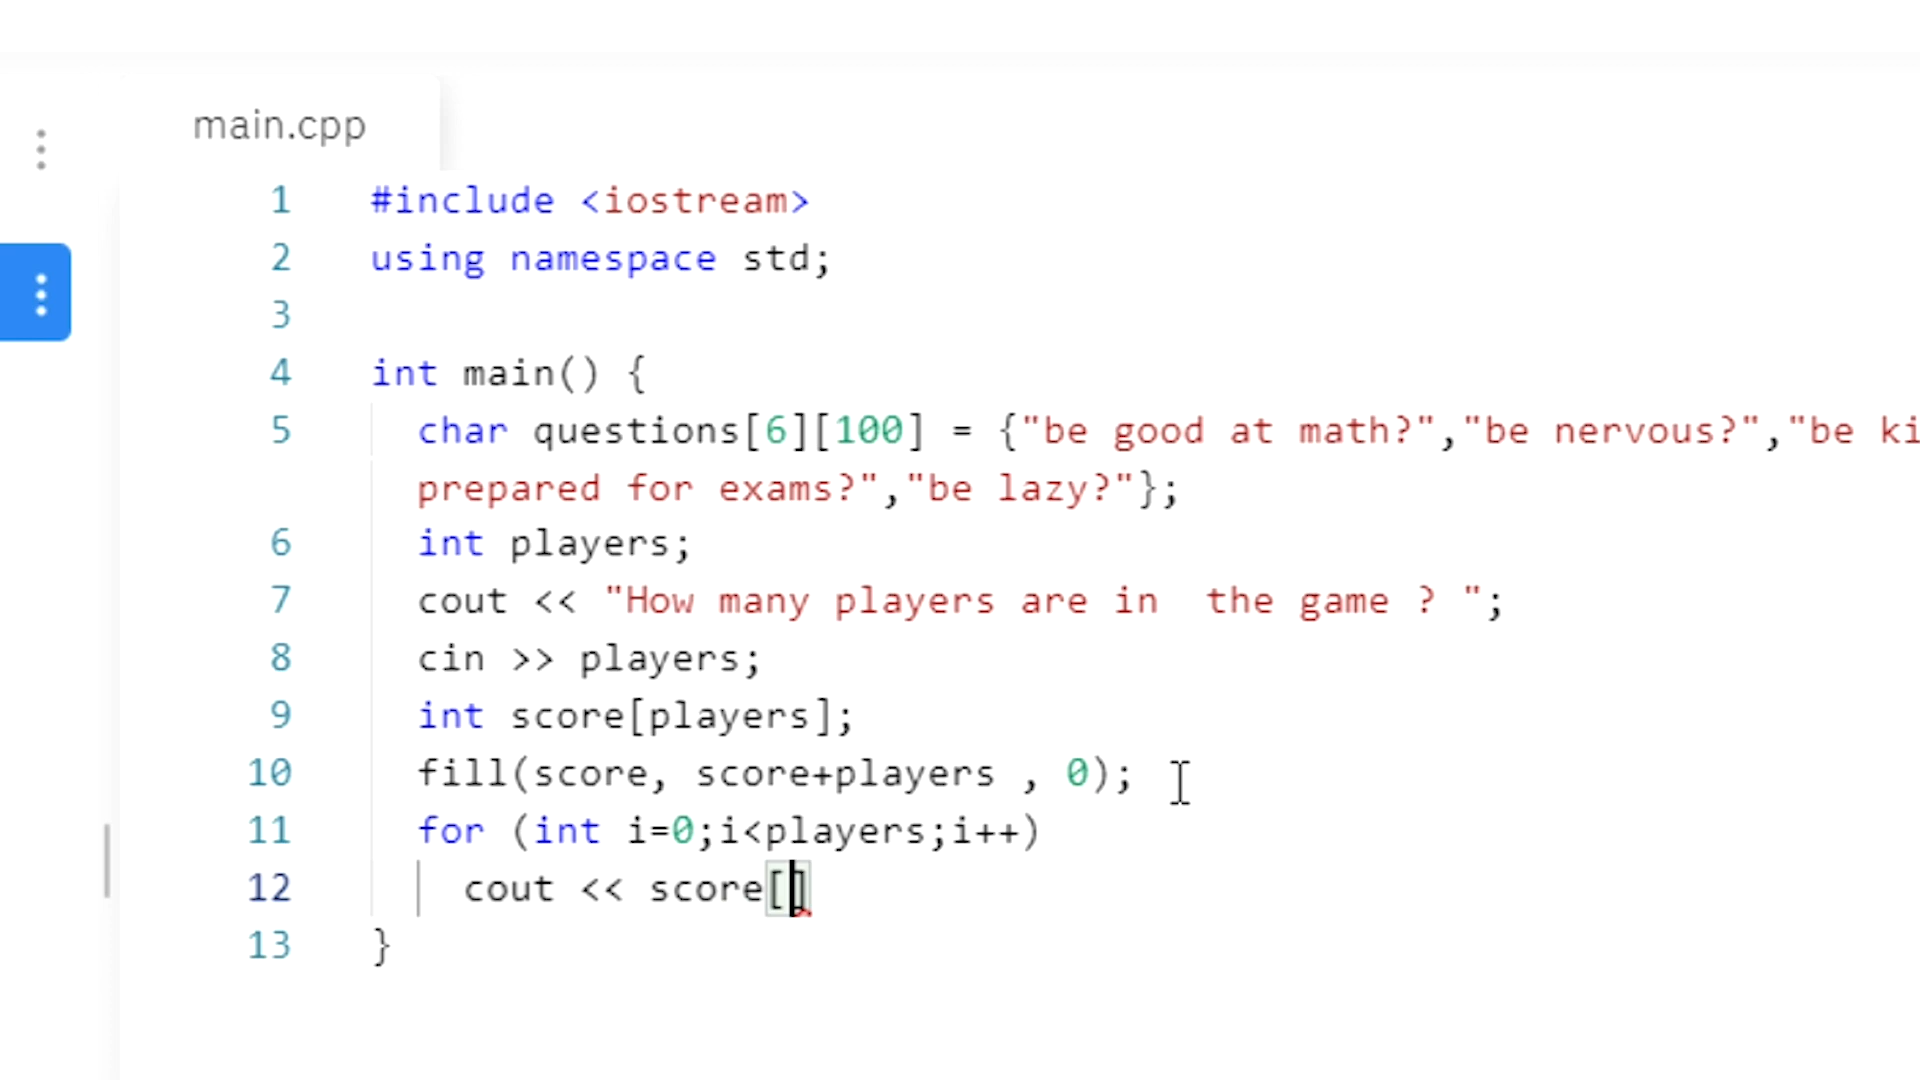 main.cpp
1 #include <iostream>
2 using namespace std;
3
4 int main() {
5 char questions[6][100] = {"be good at math?","be nervous?","be ki
prepared for exams?","be lazy?"};
6 int players;
7 cout << "How many players are in  the game ? ";
8 cin >> players;
9 int score[players];
10 fill(score, score+players , 0);
11 for (int i=0;i<players;i++)
12 cout << score[]
13 }